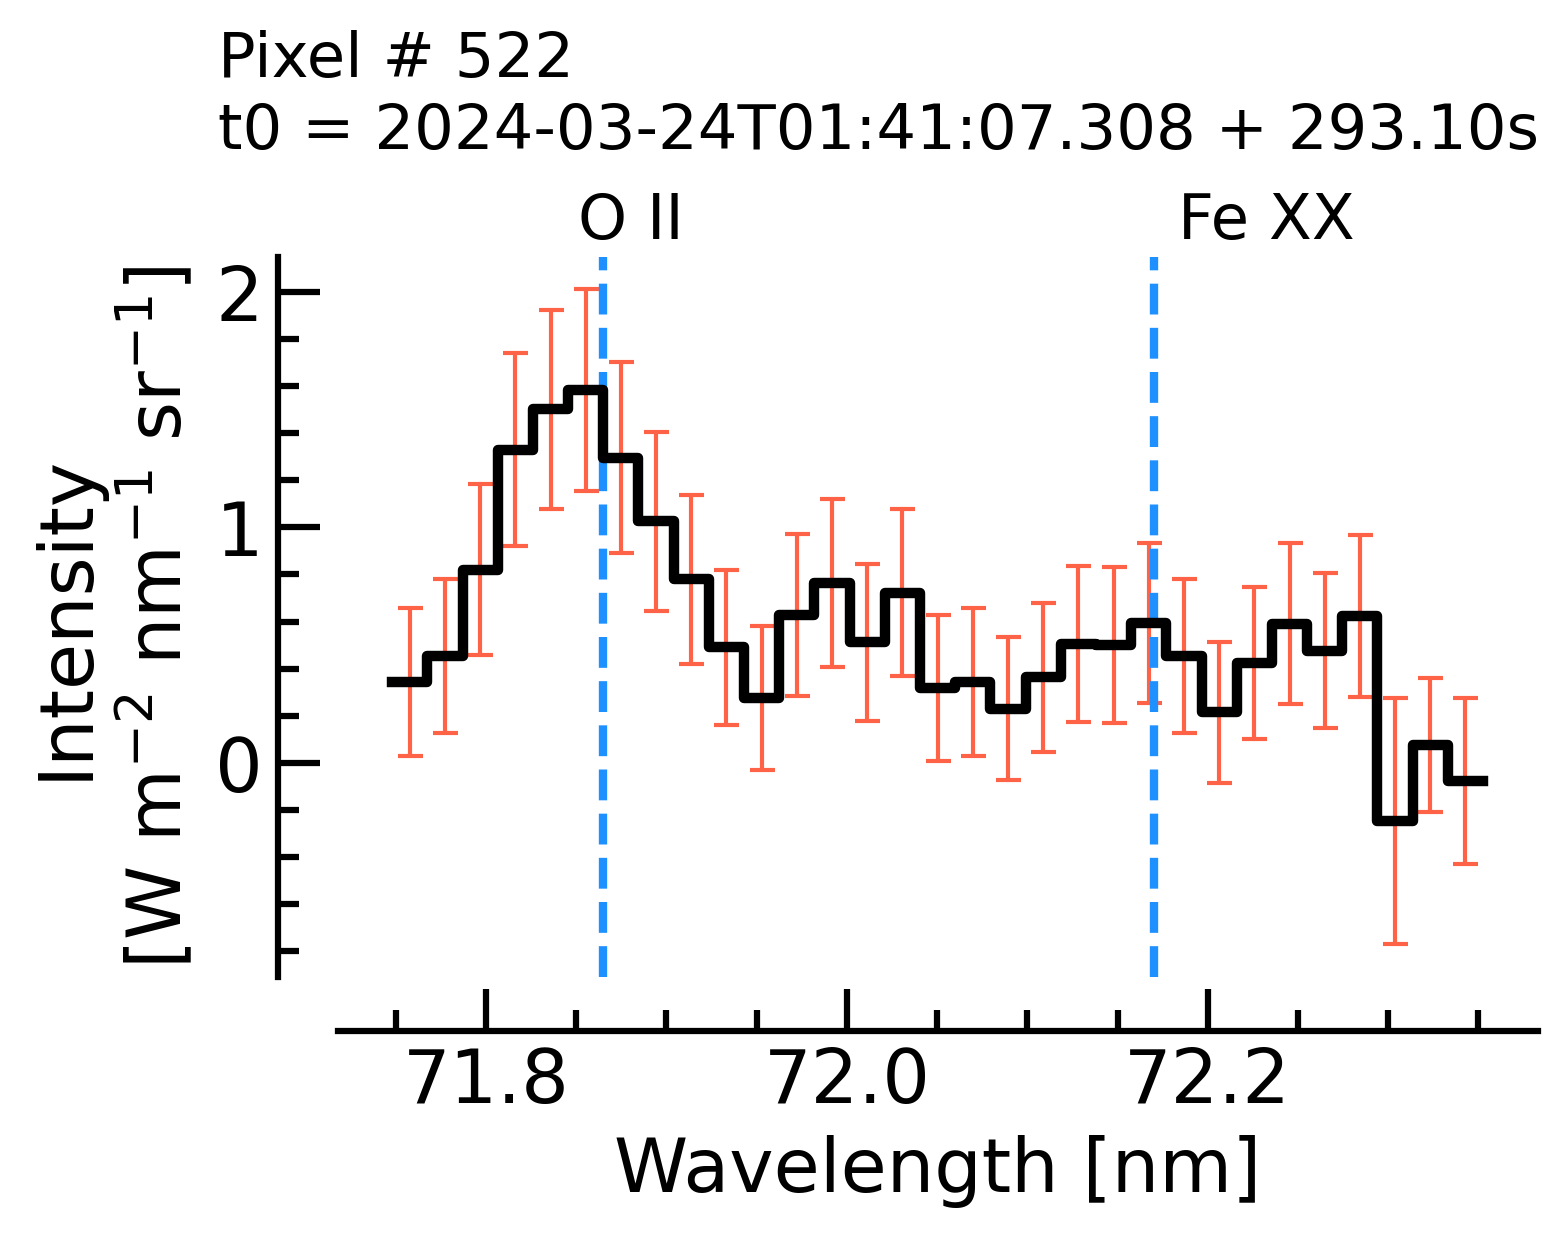 Pixel # 522
t0 = 2024-03-24T01:41:07.308 + 293.10s
O II
Fe XX
Intensity
[W m⁻² nm⁻¹ sr⁻¹]
2
1
0
71.8
72.0
72.2
Wavelength [nm]